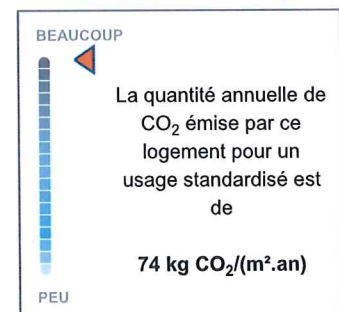 BEAUCOUP
La quantité annuelle de
CO₂ émise par ce
logement pour un
usage standardisé est
de
74 kg CO₂/(m².an)
PEU